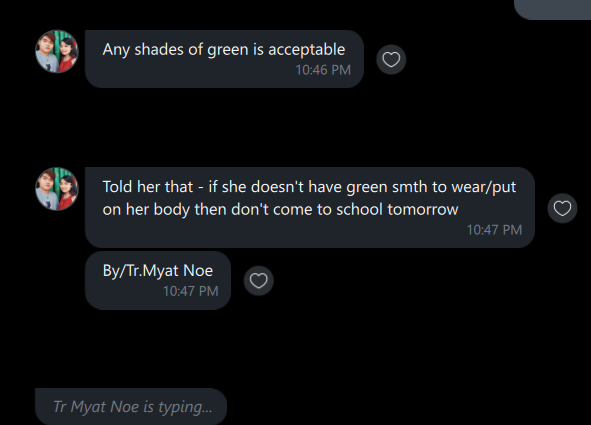 Any shades of green is acceptable
10:46 PM
Told her that - if she doesn't have green smth to wear/put
on her body then don't come to school tomorrow
10:47 PM
By/Tr.Myat Noe
10:47 PM
Tr Myat Noe is typing...